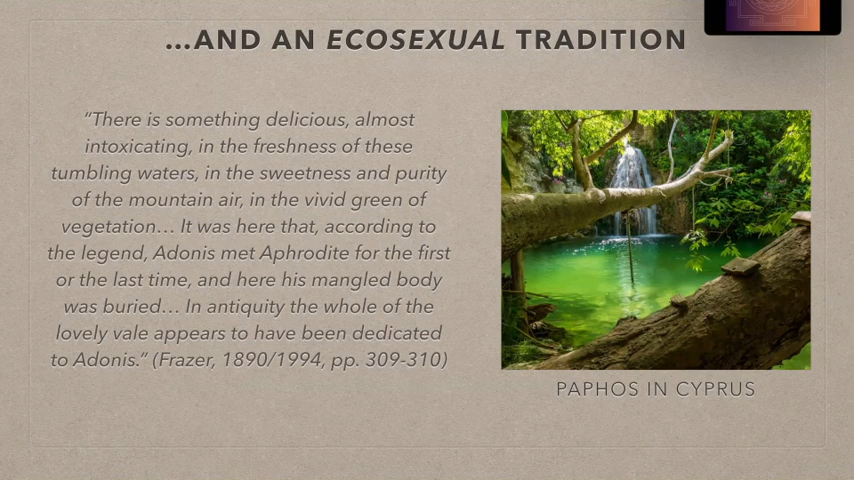 …AND AN ECOSEXUAL TRADITION
“There is something delicious, almost
intoxicating, in the freshness of these
tumbling waters, in the sweetness and purity
of the mountain air, in the vivid green of
vegetation… It was here that, according to
the legend, Adonis met Aphrodite for the first
or the last time, and here his mangled body
was buried… In antiquity the whole of the
lovely vale appears to have been dedicated
to Adonis.” (Frazer, 1890/1994, pp. 309-310)
PAPHOS IN CYPRUS